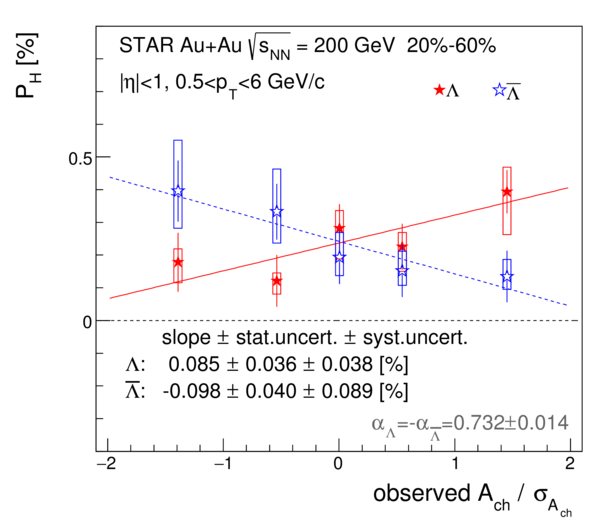 P_H [%]
STAR Au+Au √s_NN = 200 GeV 20%-60%
|η|<1, 0.5<p_T<6 GeV/c
★Λ ☆Λ̅
0.5
0
slope ± stat.uncert. ± syst.uncert.
Λ: 0.085 ± 0.036 ± 0.038 [%]
Λ̅: -0.098 ± 0.040 ± 0.089 [%]
α_Λ=-α_Λ̅=0.732±0.014
−2 −1 0 1 2
observed A_ch / σ_A_ch